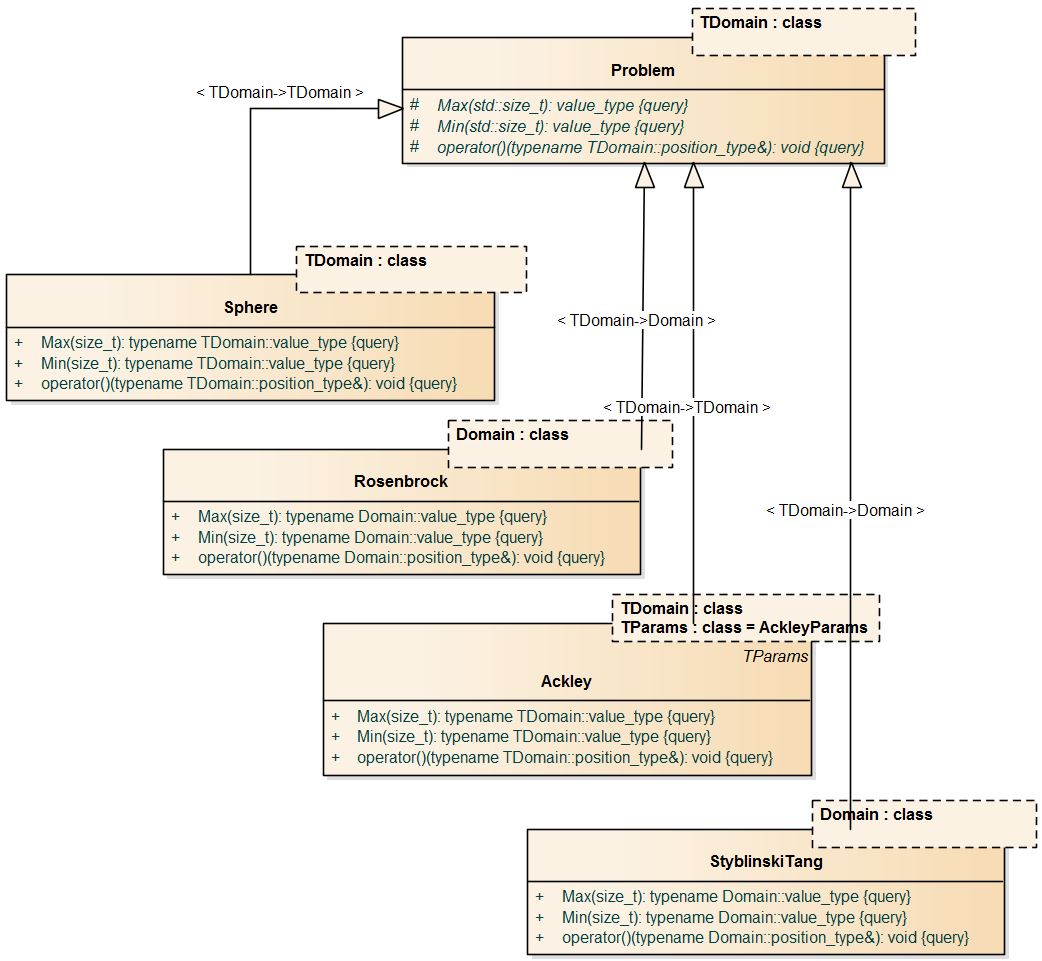 TDomain : class
Problem
# Max(std::size_t): value_type {query}
# Min(std::size_t): value_type {query}
# operator()(typename TDomain::position_type&): void {query}
< TDomain->TDomain >
TDomain : class
Sphere
+ Max(size_t): typename TDomain::value_type {query}
+ Min(size_t): typename TDomain::value_type {query}
+ operator()(typename TDomain::position_type&): void {query}
< TDomain->Domain >
< TDomain->TDomain >
Domain : class
Rosenbrock
+ Max(size_t): typename Domain::value_type {query}
+ Min(size_t): typename Domain::value_type {query}
+ operator()(typename Domain::position_type&): void {query}
< TDomain->Domain >
TDomain : class
TParams : class = AckleyParams
TParams
Ackley
+ Max(size_t): typename TDomain::value_type {query}
+ Min(size_t): typename TDomain::value_type {query}
+ operator()(typename TDomain::position_type&): void {query}
Domain : class
StyblinskiTang
+ Max(size_t): typename Domain::value_type {query}
+ Min(size_t): typename Domain::value_type {query}
+ operator()(typename Domain::position_type&): void {query}